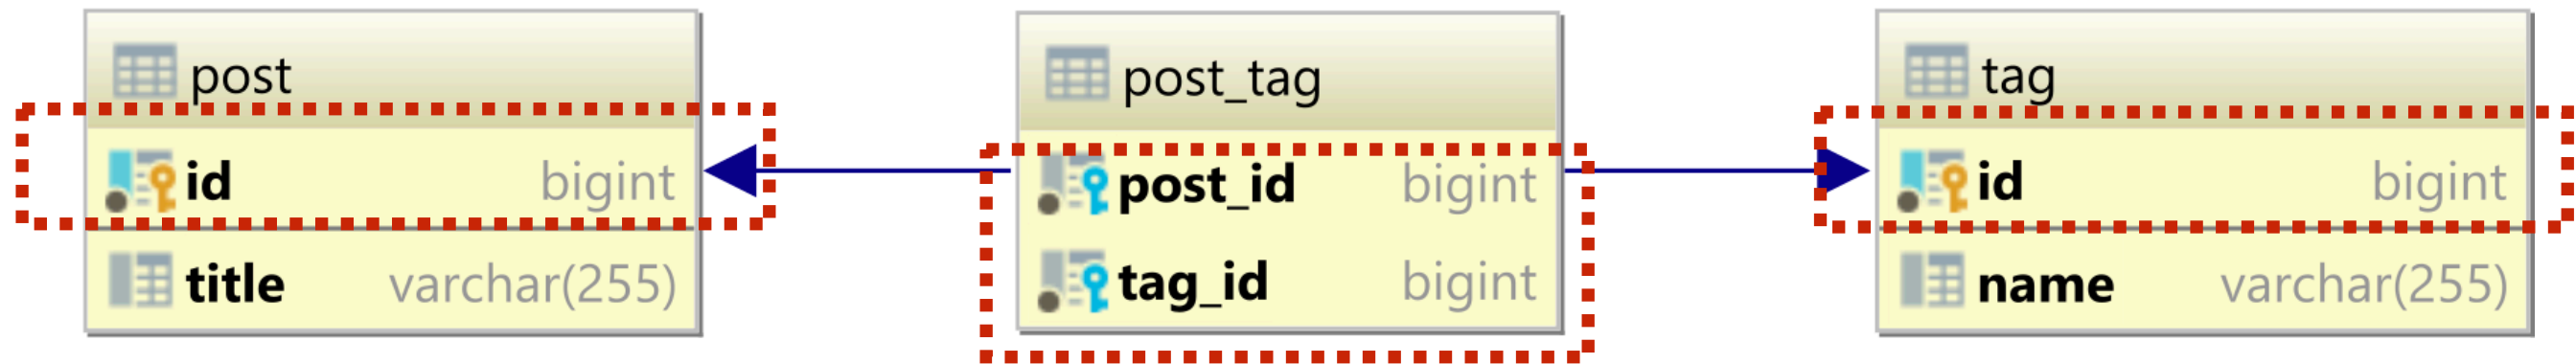 post
id bigint
title varchar(255)
post_tag
post_id bigint
tag_id bigint
tag
id bigint
name varchar(255)